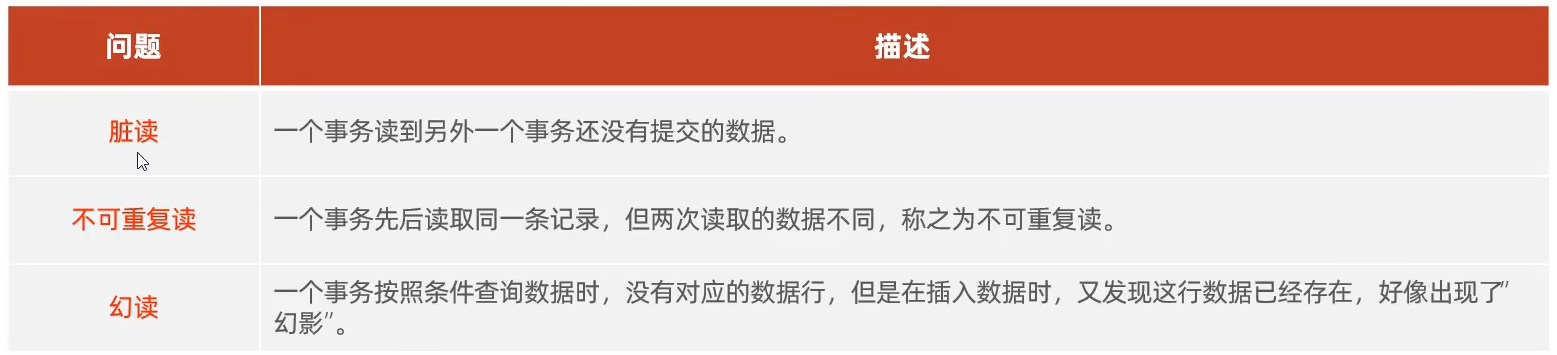 问题 描述
脏读 一个事务读到另外一个事务还没有提交的数据。
不可重复读 一个事务先后读取同一条记录，但两次读取的数据不同，称之为不可重复读。
幻读 一个事务按照条件查询数据时，没有对应的数据行，但是在插入数据时，又发现这行数据已经存在，好像出现了"
幻影"。